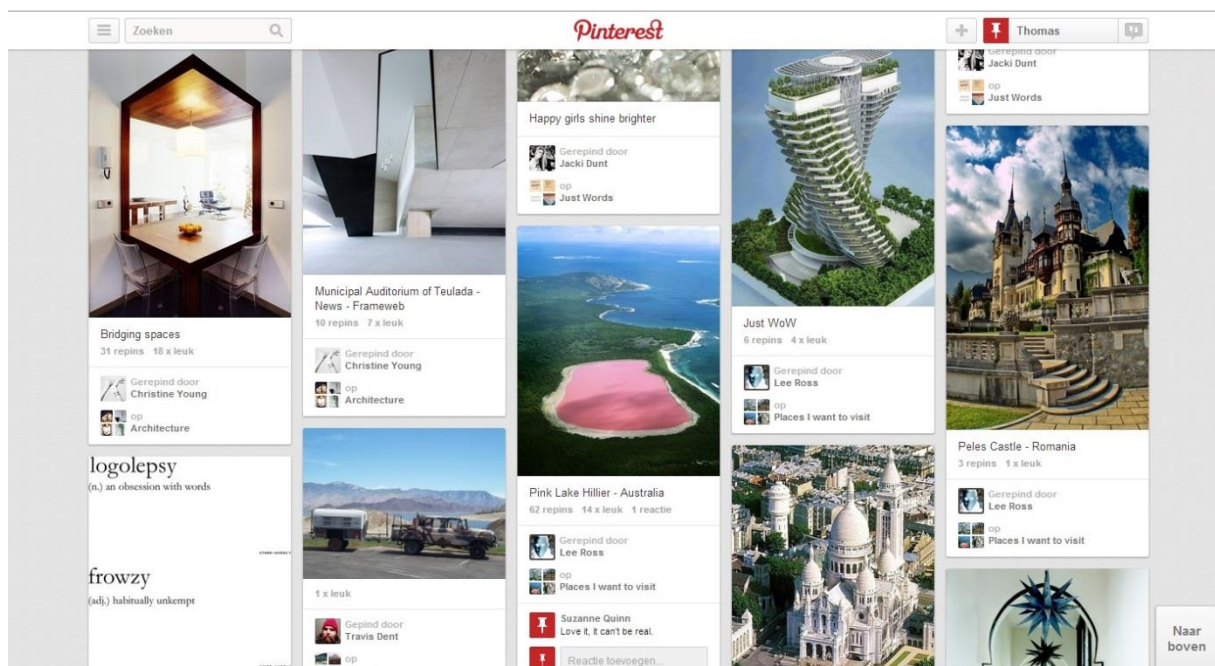 Zoeken
Pinterest
Thomas
Bridging spaces
31 repins 18 x leuk
Gerepind door
Christine Young
op
Architecture
logolepsy
(n.) an obsession with words
frowzy
(adj.) habitually unkempt
Municipal Auditorium of Teulada -
News - Frameweb
10 repins 7 x leuk
Gerepind door
Christine Young
op
Architecture
1 x leuk
Gepind door
Travis Dent
op
Happy girls shine brighter
Gerepind door
Jacki Dunt
op
Just Words
Pink Lake Hillier - Australia
62 repins 14 x leuk 1 reactie
Gerepind door
Lee Ross
op
Places I want to visit
Suzanne Quinn
Love it, it can't be real.
Reactie toevoegen...
Just WoW
6 repins 4 x leuk
Gerepind door
Lee Ross
op
Places I want to visit
Gerepind door
Jacki Dunt
op
Just Words
Peles Castle - Romania
3 repins 1 x leuk
Gerepind door
Lee Ross
op
Places I want to visit
Naar
boven